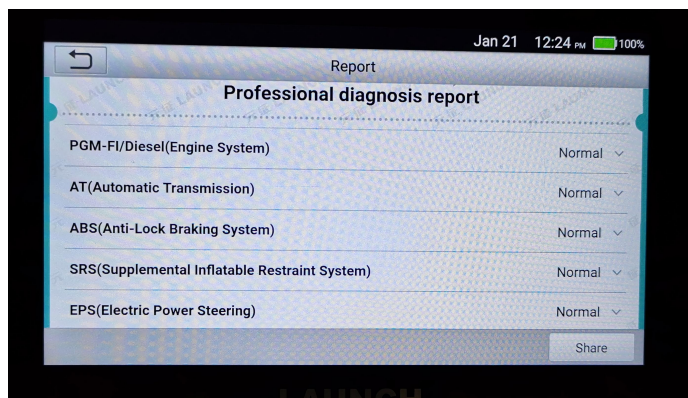 Jan 21 12:24 PM 100%
Report
Professional diagnosis report
PGM-FI/Diesel(Engine System) Normal
AT(Automatic Transmission) Normal
ABS(Anti-Lock Braking System) Normal
SRS(Supplemental Inflatable Restraint System) Normal
EPS(Electric Power Steering) Normal
Share
LAUNCH